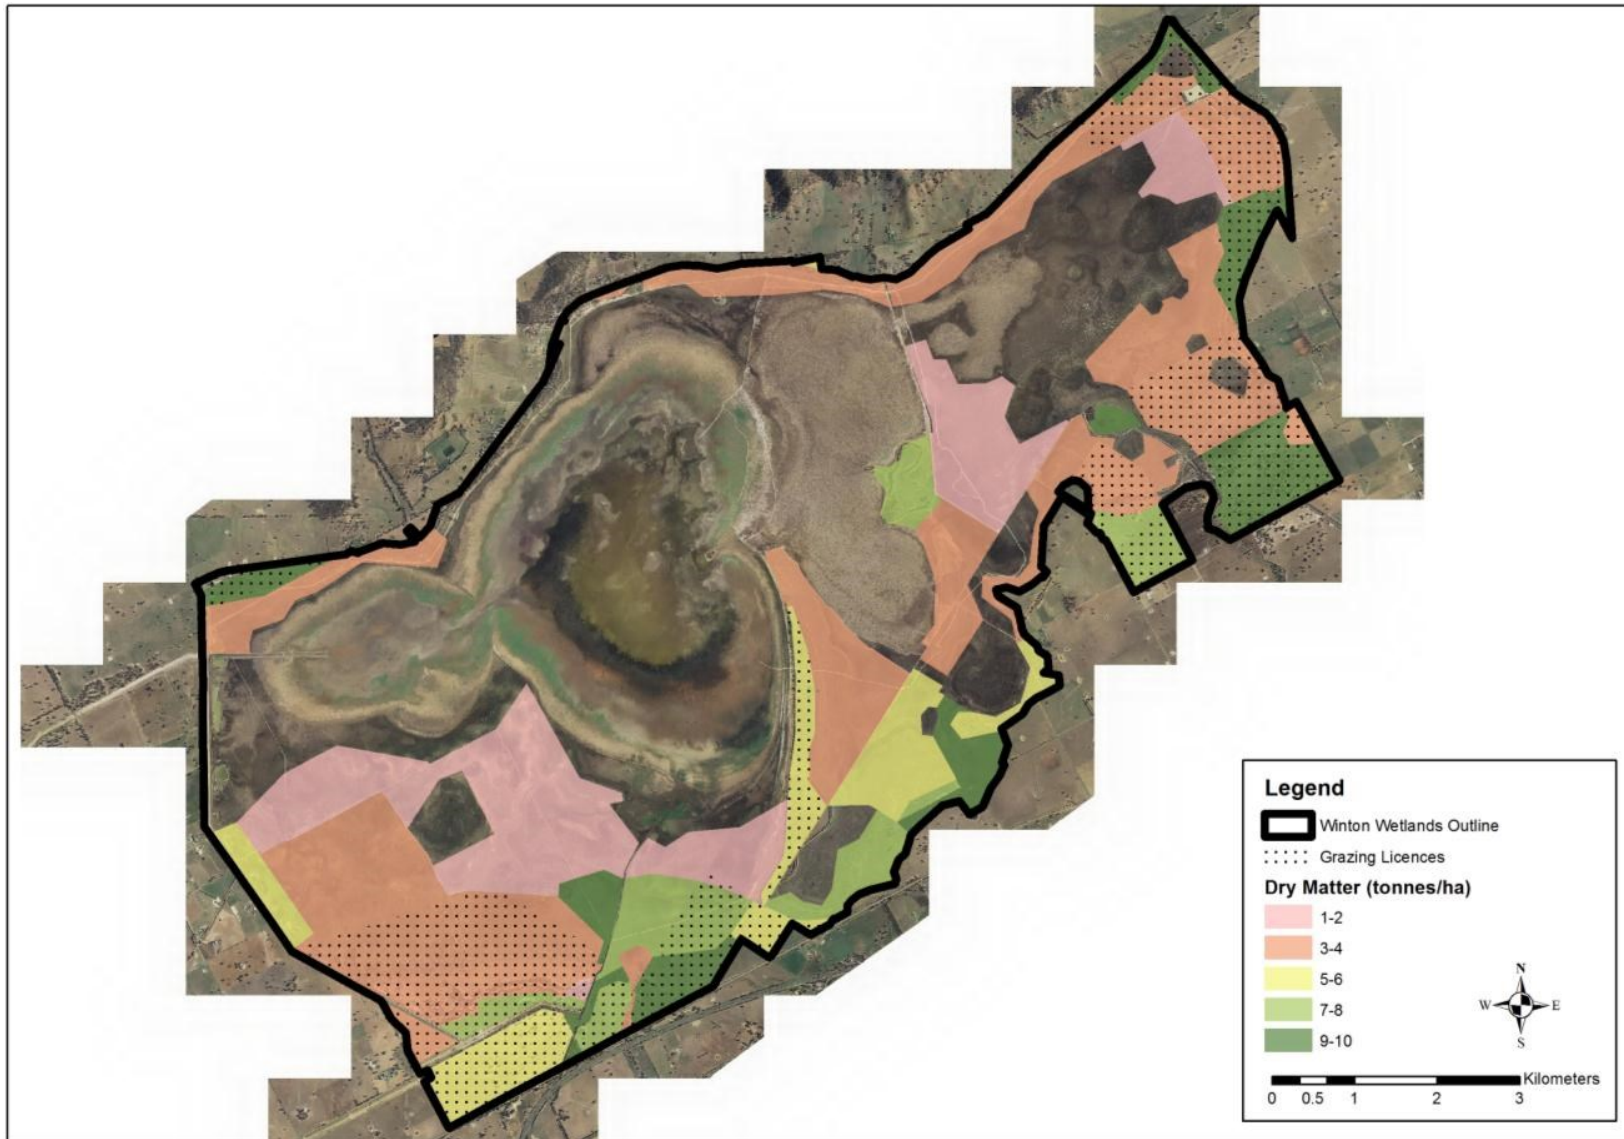 Legend
Winton Wetlands Outline
Grazing Licences
Dry Matter (tonnes/ha)
1-2
3-4
5-6
7-8
9-10
N
W E
S
Kilometers
0 0.5 1 2 3